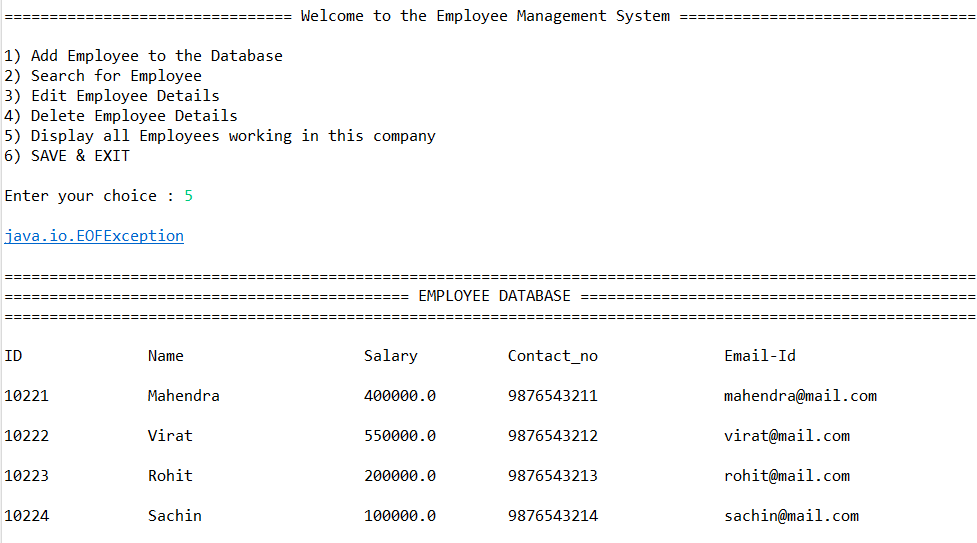 ================================ Welcome to the Employee Management System =================================
1) Add Employee to the Database
2) Search for Employee
3) Edit Employee Details
4) Delete Employee Details
5) Display all Employees working in this company
6) SAVE & EXIT
Enter your choice : 5
java.io.EOFException
============================================================================================================
============================================= EMPLOYEE DATABASE ============================================
============================================================================================================
ID Name Salary Contact_no Email-Id
10221 Mahendra 400000.0 9876543211 mahendra@mail.com
10222 Virat 550000.0 9876543212 virat@mail.com
10223 Rohit 200000.0 9876543213 rohit@mail.com
10224 Sachin 100000.0 9876543214 sachin@mail.com